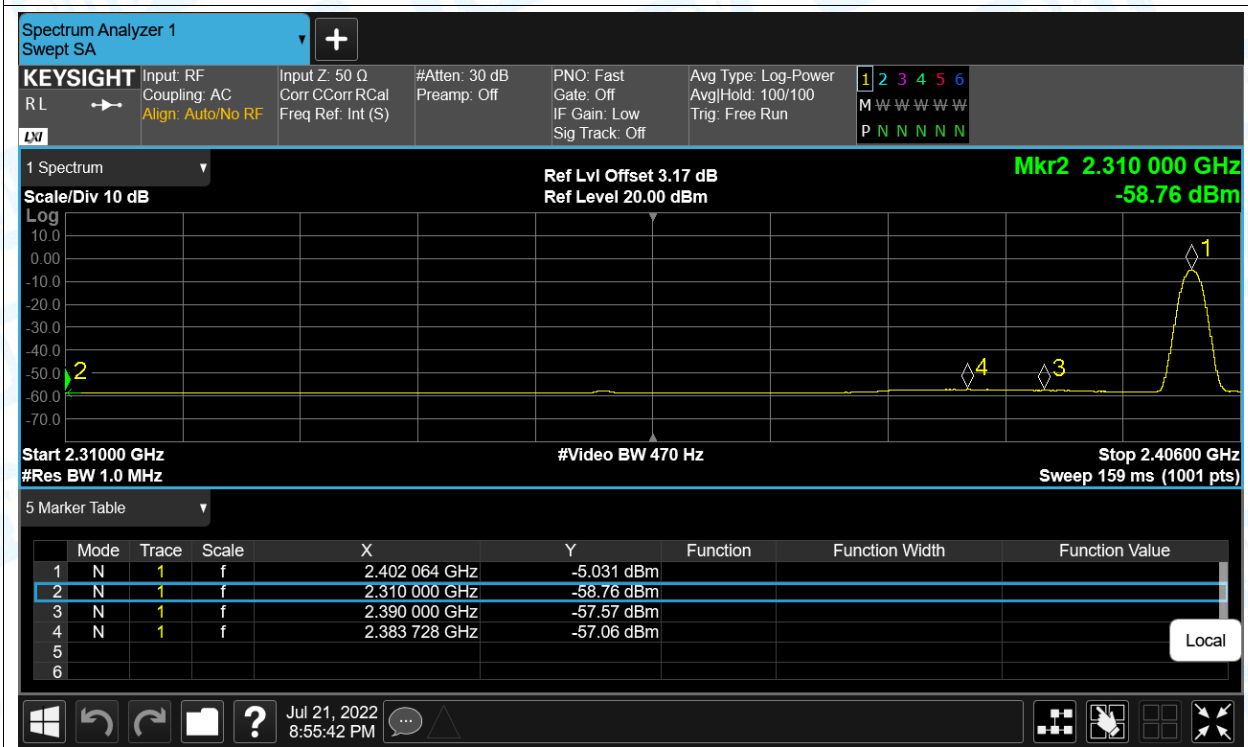 Spectrum Analyzer 1
Swept SA
KEYSIGHT Input: RF Input Z: 50 Ω #Atten: 30 dB PNO: Fast Avg Type: Log-Power 1 2 3 4 5 6
RL Coupling: AC Corr CCorr RCal Preamp: Off Gate: Off Avg|Hold: 100/100 M W W W W W
Align: Auto/No RF Freq Ref: Int (S) IF Gain: Low Trig: Free Run
LXI Sig Track: Off P N N N N N
1 Spectrum Ref Lvl Offset 3.17 dB Mkr2 2.310 000 GHz
Scale/Div 10 dB Ref Level 20.00 dBm -58.76 dBm
Log
10.0
0.00 1
-10.0
-20.0
-30.0
-40.0
-50.0 2 4 3
-60.0
-70.0
Start 2.31000 GHz #Video BW 470 Hz Stop 2.40600 GHz
#Res BW 1.0 MHz Sweep 159 ms (1001 pts)
5 Marker Table
Mode Trace Scale X Y Function Function Width Function Value
1 N 1 f 2.402 064 GHz -5.031 dBm
2 N 1 f 2.310 000 GHz -58.76 dBm
3 N 1 f 2.390 000 GHz -57.57 dBm
4 N 1 f 2.383 728 GHz -57.06 dBm
5
6
Local
? Jul 21, 2022
8:55:42 PM